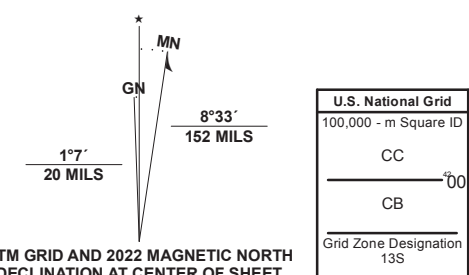 ★
MN
GN
8°33´
152 MILS
1°7´
20 MILS
TM GRID AND 2022 MAGNETIC NORTH
DECLINATION AT CENTER OF SHEET
U.S. National Grid
100,000 - m Square ID
CC
4200
CB
Grid Zone Designation
13S